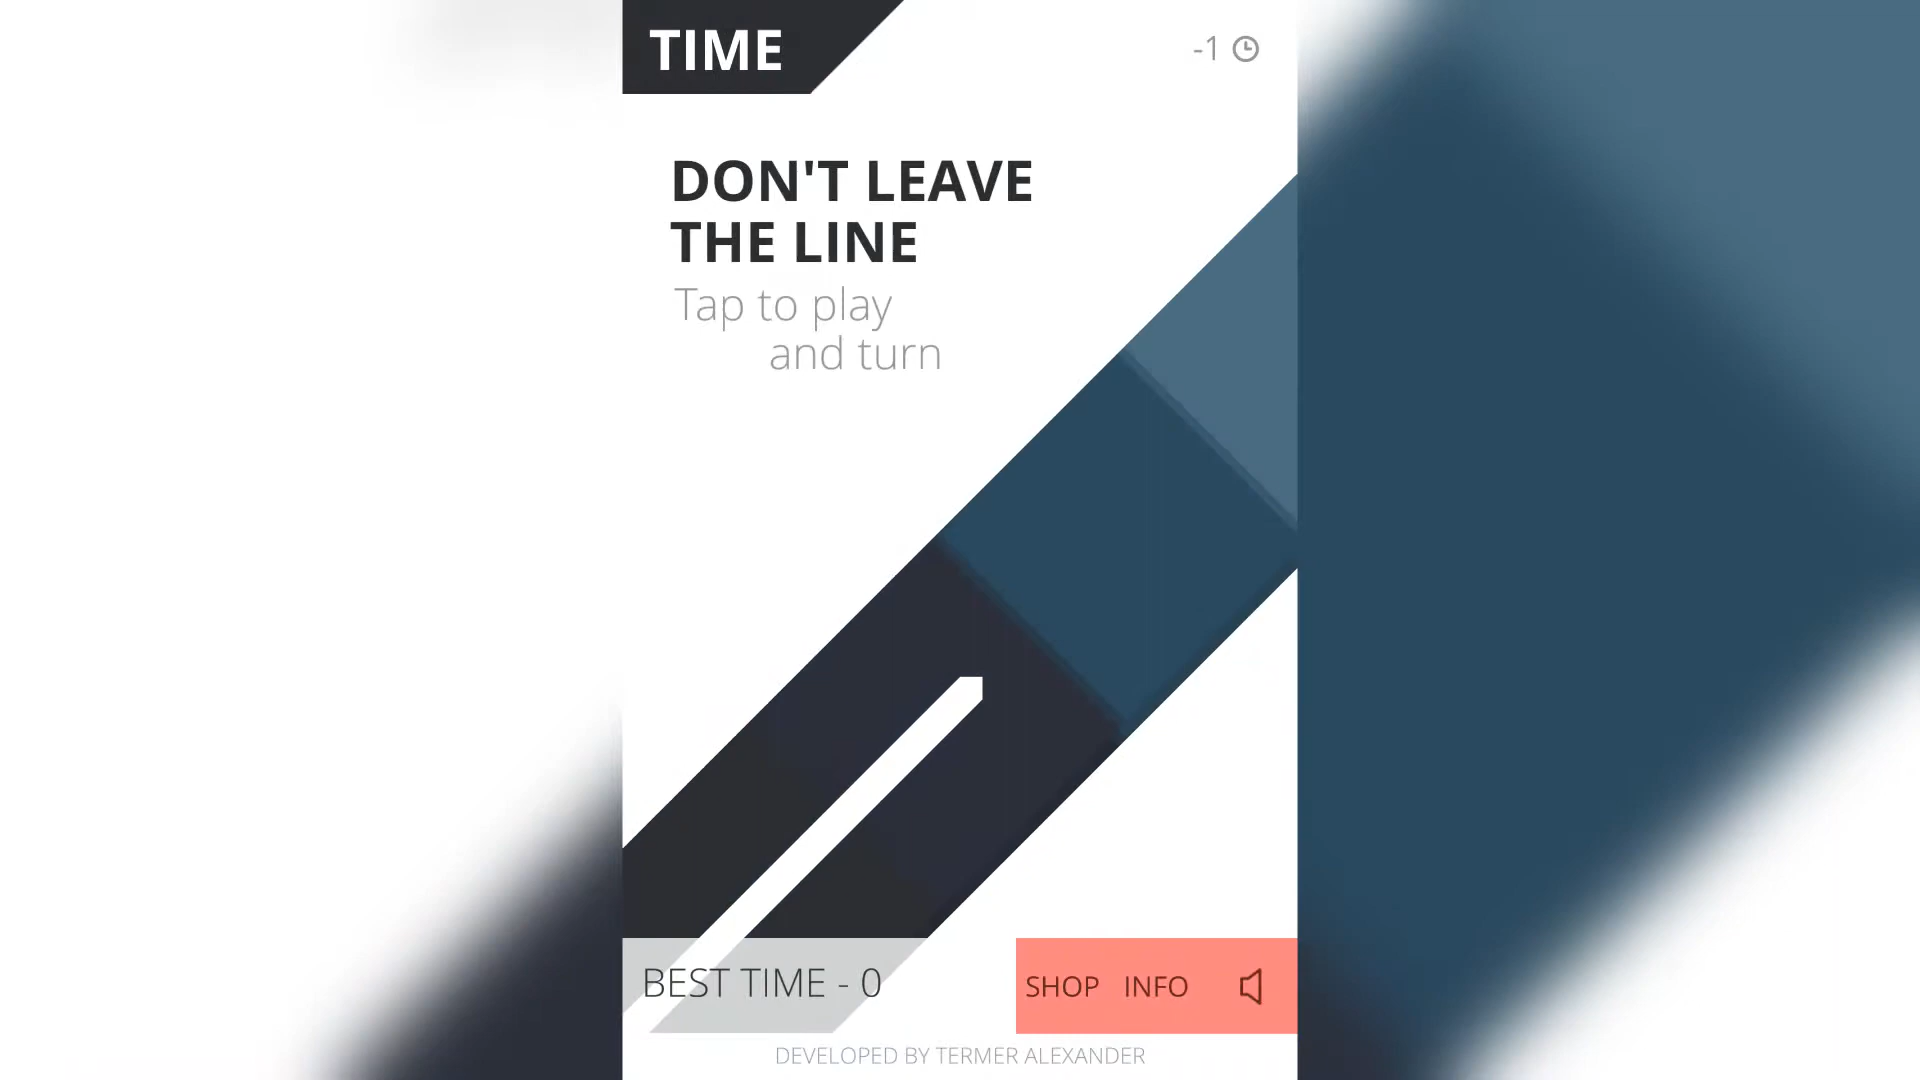 TIME
-1
DON'T LEAVE
THE LINE
Tap to play
and turn
BEST TIME - 0
SHOP INFO
DEVELOPED BY TERMER ALEXANDER